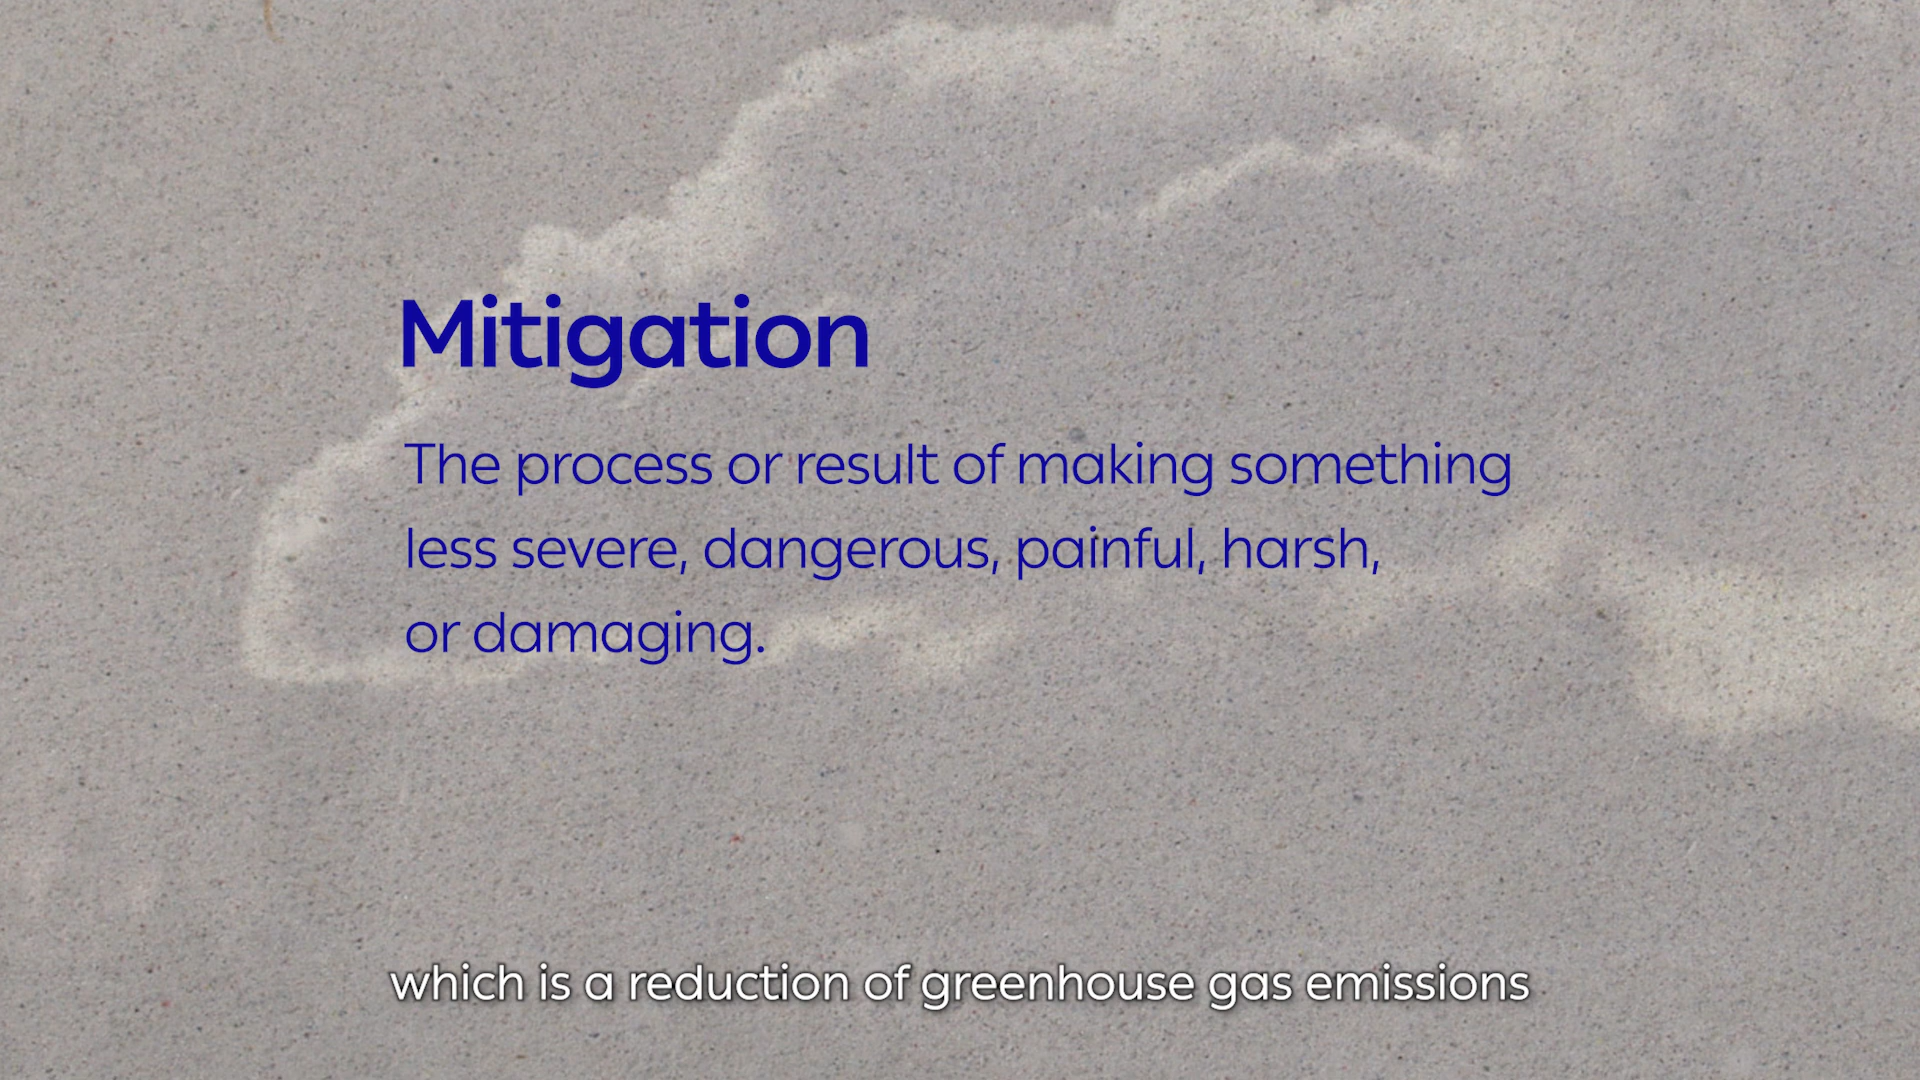 Mitigation
The process or result of making something
less severe, dangerous, painful, harsh,
or damaging.
which is a reduction of greenhouse gas emissions